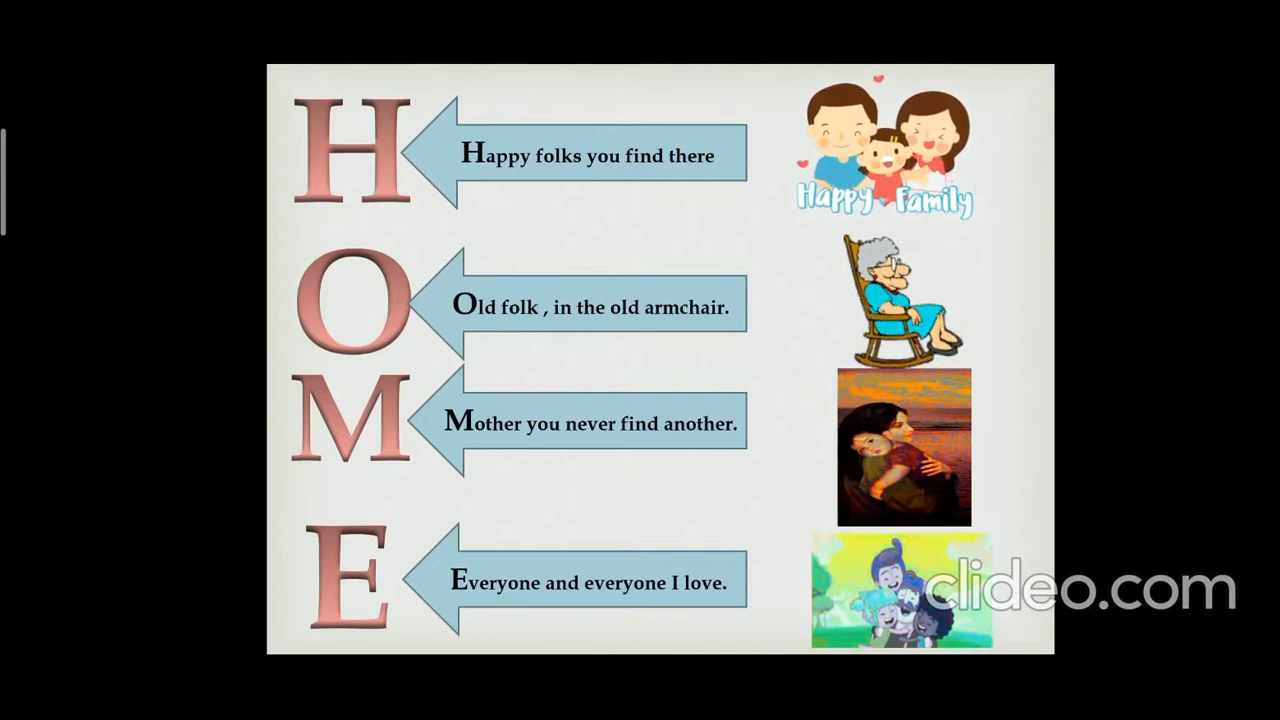 H
Happy folks you find there
Happy Family
O
Old folk , in the old armchair.
M
Mother you never find another.
E
Everyone and everyone I love.
clideo.com